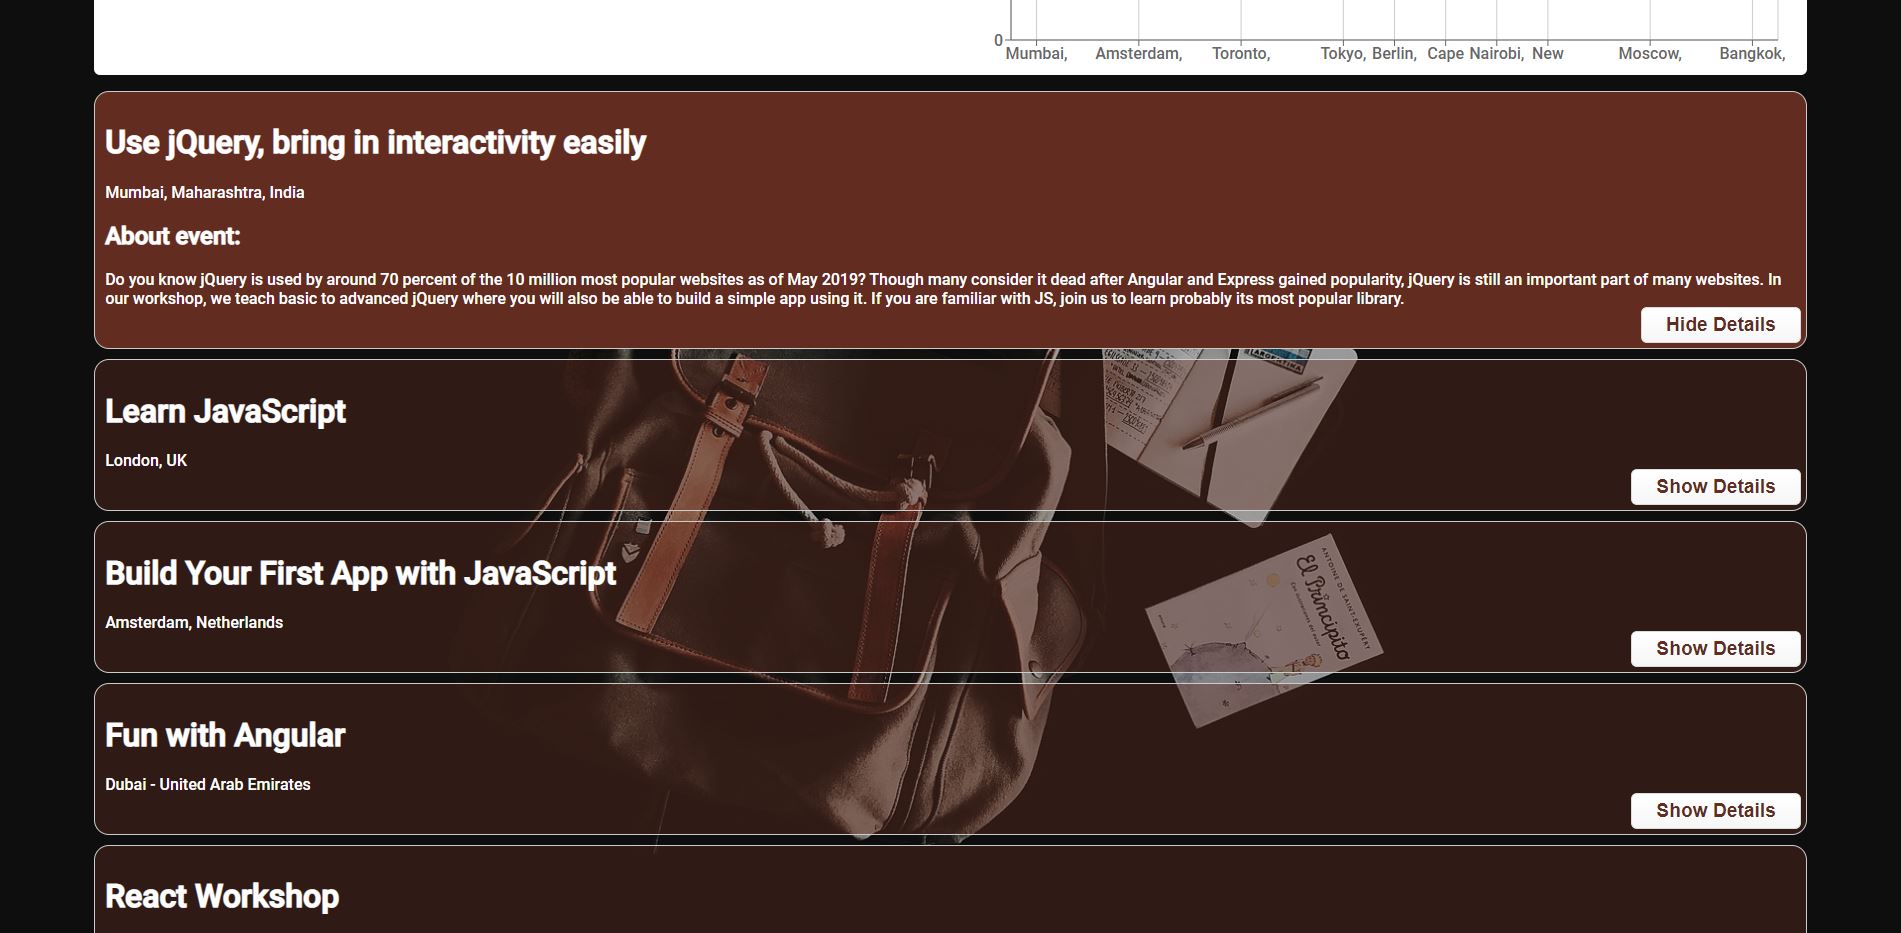 0
Mumbai, Amsterdam, Toronto, Tokyo, Berlin, Cape Nairobi, New Moscow, Bangkok,
Use jQuery, bring in interactivity easily
Mumbai, Maharashtra, India
About event:
Do you know jQuery is used by around 70 percent of the 10 million most popular websites as of May 2019? Though many consider it dead after Angular and Express gained popularity, jQuery is still an important part of many websites. In
our workshop, we teach basic to advanced jQuery where you will also be able to build a simple app using it. If you are familiar with JS, join us to learn probably its most popular library.
Hide Details
Learn JavaScript
London, UK
Show Details
Build Your First App with JavaScript
Amsterdam, Netherlands
Show Details
ANTOINE DE SAINT-EXUPÉRY
El Principito
Fun with Angular
Dubai - United Arab Emirates
Show Details
React Workshop